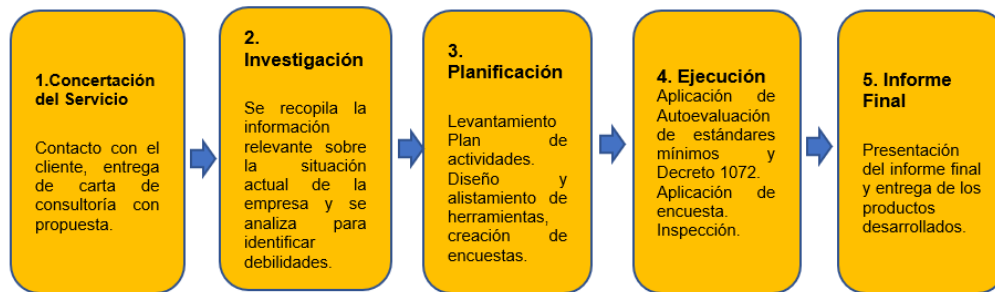 1.Concertación
del Servicio
Contacto con el
cliente, entrega
de carta de
consultoría con
propuesta.
2.
Investigación
Se recopila la
información
relevante sobre
la situación
actual de la
empresa y se
analiza para
identificar
debilidades.
3.
Planificación
Levantamiento
Plan de
actividades.
Diseño y
alistamiento de
herramientas,
creación de
encuestas.
4. Ejecución
Aplicación de
Autoevaluación
de estándares
mínimos y
Decreto 1072.
Aplicación de
encuesta.
Inspección.
5. Informe
Final
Presentación
del informe final
y entrega de los
productos
desarrollados.